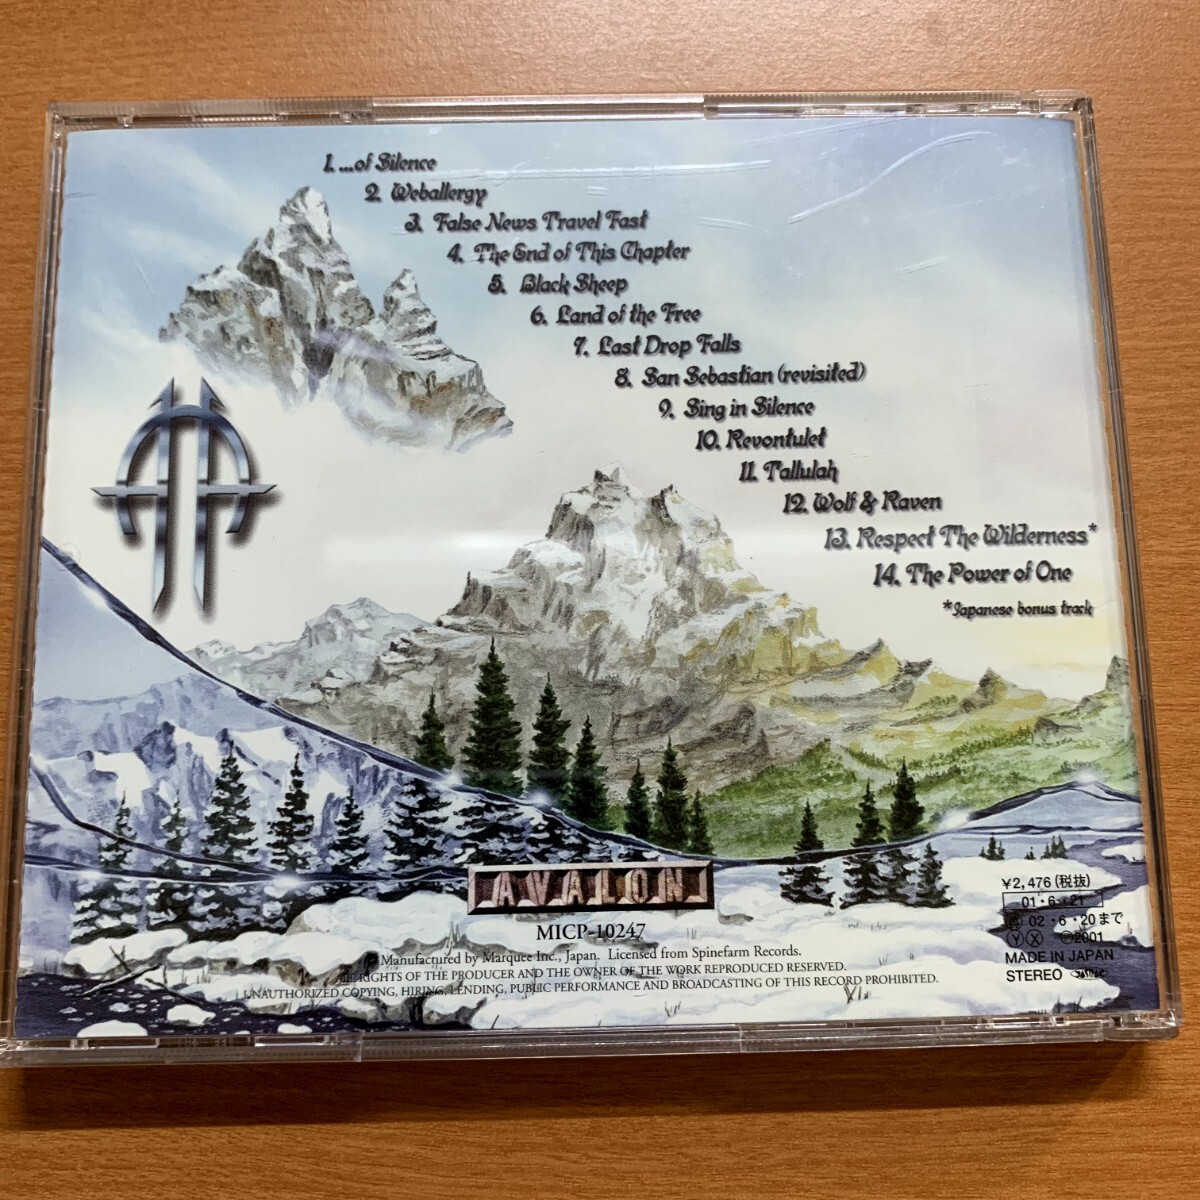 1. ...of Silence
2. Weballergy
3. False News Travel Fast
4. The End of This Chapter
5. Black Sheep
6. Land of the Free
7. Last Drop Falls
8. San Sebastian (revisited)
9. Sing in Silence
10. Revontulet
11. Tallulah
12. Wolf & Raven
13. Respect The Wilderness*
14. The Power of One
*Japanese bonus track
AVALON
MICP-10247
Manufactured by Marquee Inc., Japan. Licensed from Spinefarm Records.
ALL RIGHTS OF THE PRODUCER AND THE OWNER OF THE WORK REPRODUCED RESERVED.
UNAUTHORIZED COPYING, HIRING, LENDING, PUBLIC PERFORMANCE AND BROADCASTING OF THIS RECORD PROHIBITED.
¥2,476(税抜)
01・6・21
02・6・20まで
Ⓨ Ⓧ ℗2001
MADE IN JAPAN
STEREO